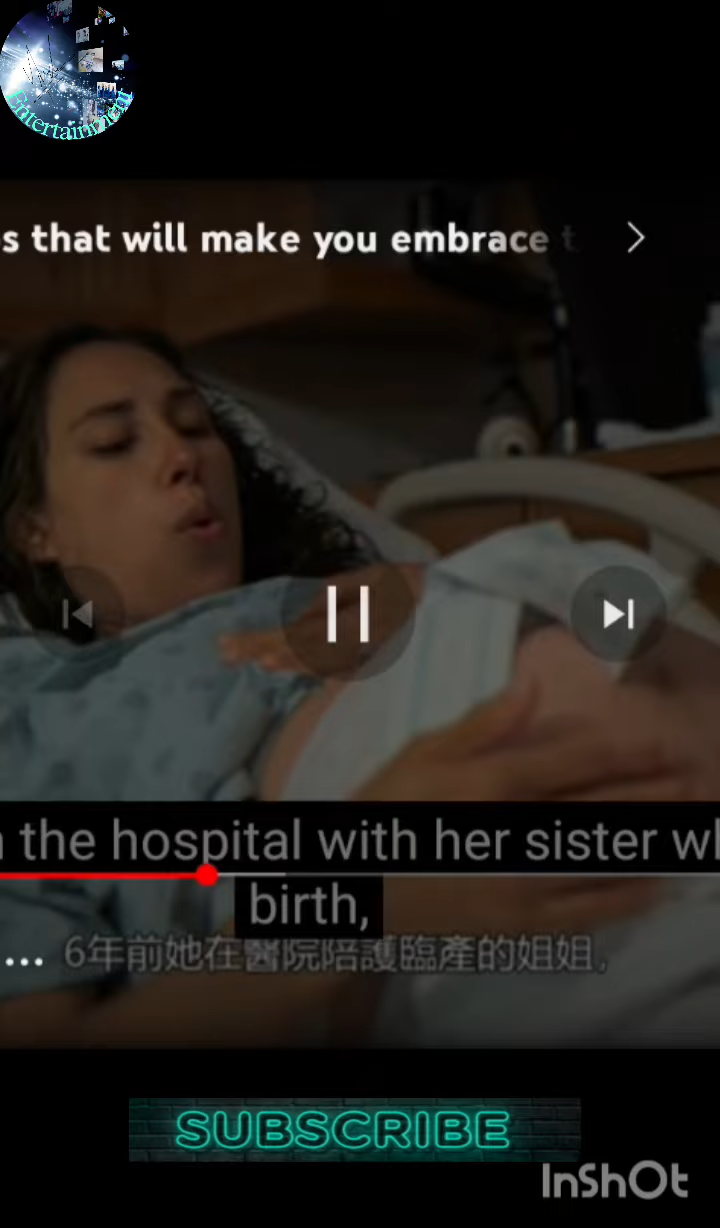 Entertainment
s that will make you embrace t
the hospital with her sister
birth,
... 6年前她在醫院陪護臨產的姐姐,
SUBSCRIBE
InShOt